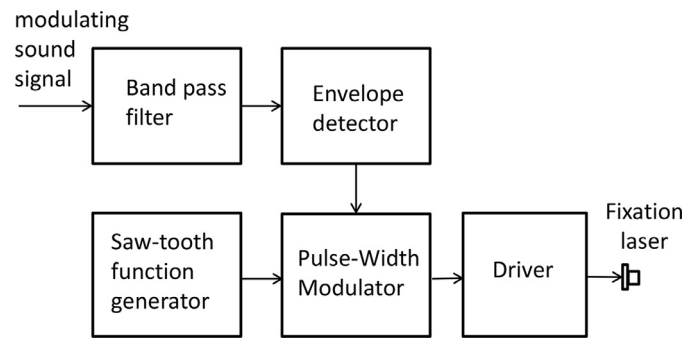 modulating
sound
signal
Band pass
filter
Envelope
detector
Saw-tooth
function
generator
Pulse-Width
Modulator
Driver
Fixation
laser